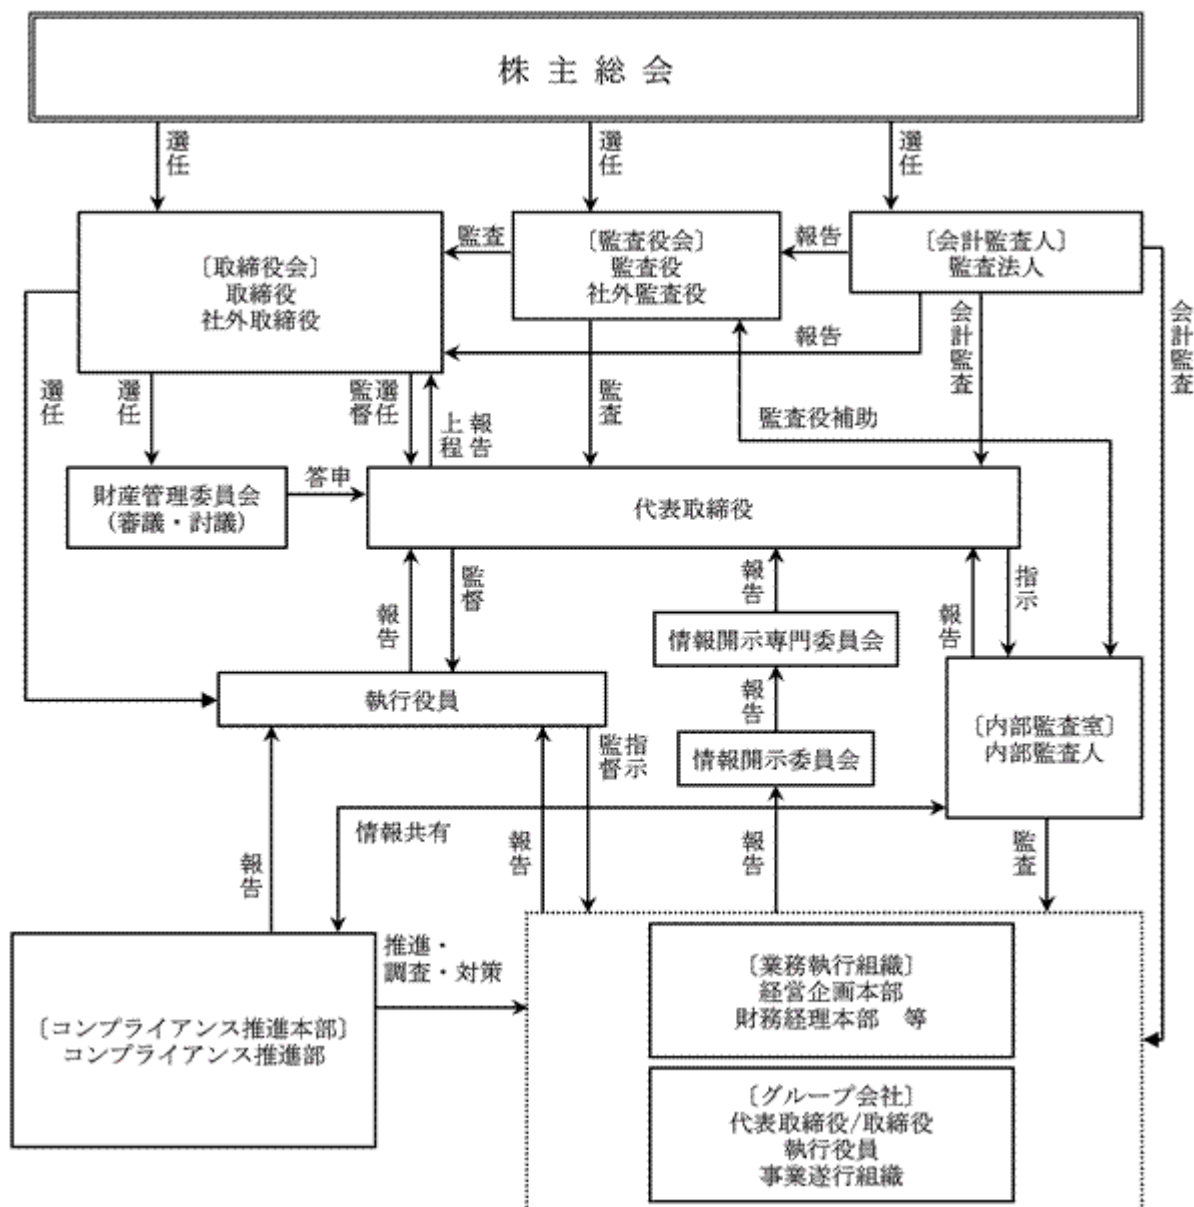 株主総会
選任
選任
選任
〔取締役会〕
取締役
社外取締役
監査
〔監査役会〕
監査役
社外監査役
報告
〔会計監査人〕
監査法人
報告
会計監査
会計監査
選任
選任
選任
監督
上程
報告
監査
監査役補助
財産管理委員会
（審議・討議）
答申
代表取締役
報告
監督
報告
報告
指示
情報開示専門委員会
執行役員
報告
〔内部監査室〕
内部監査人
指示
監督
情報開示委員会
情報共有
報告
報告
報告
監査
〔コンプライアンス推進本部〕
コンプライアンス推進部
推進・
調査・対策
〔業務執行組織〕
経営企画本部
財務経理本部　等
〔グループ会社〕
代表取締役/取締役
執行役員
事業遂行組織